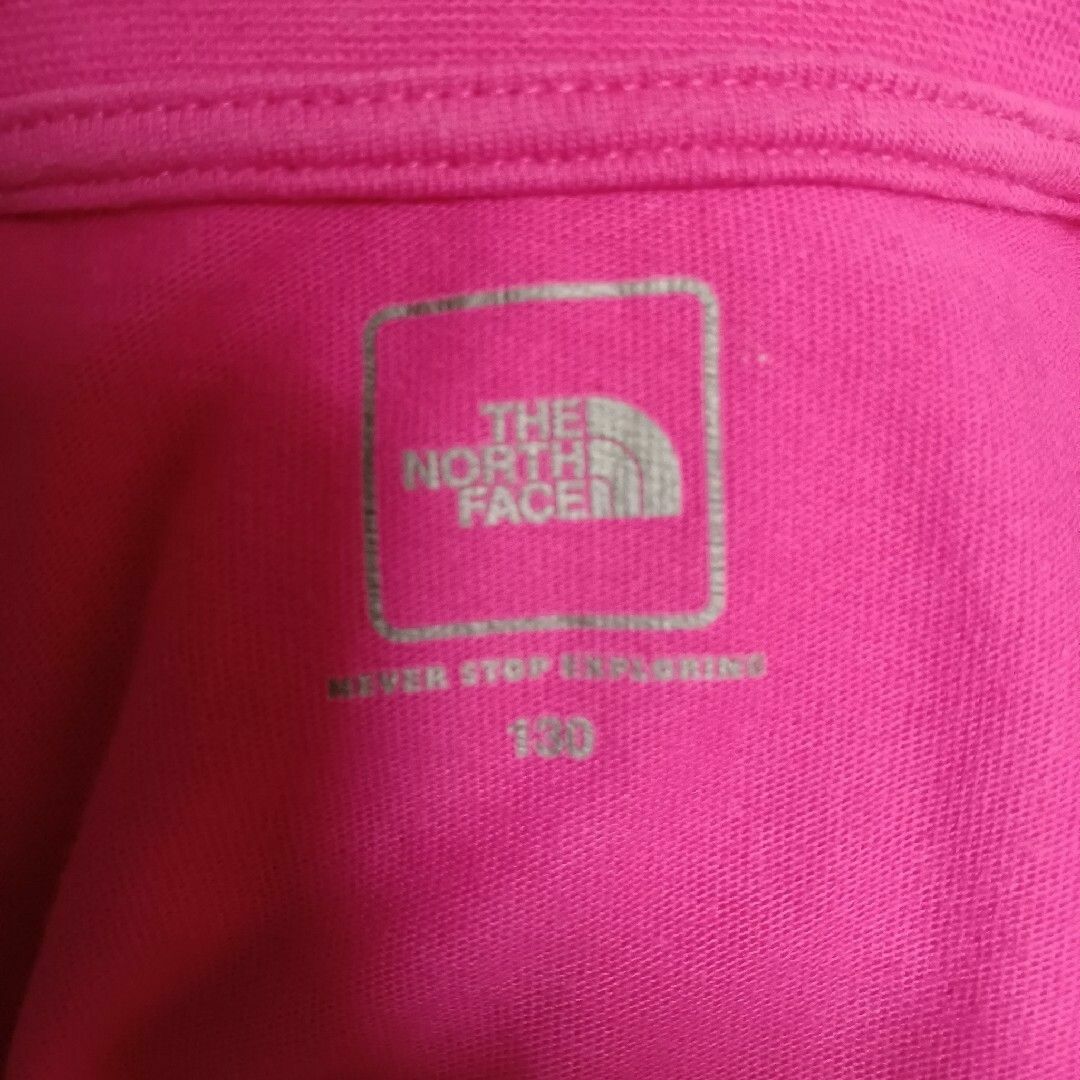 THE
NORTH
FACE
NEVER STOP EXPLORING
130